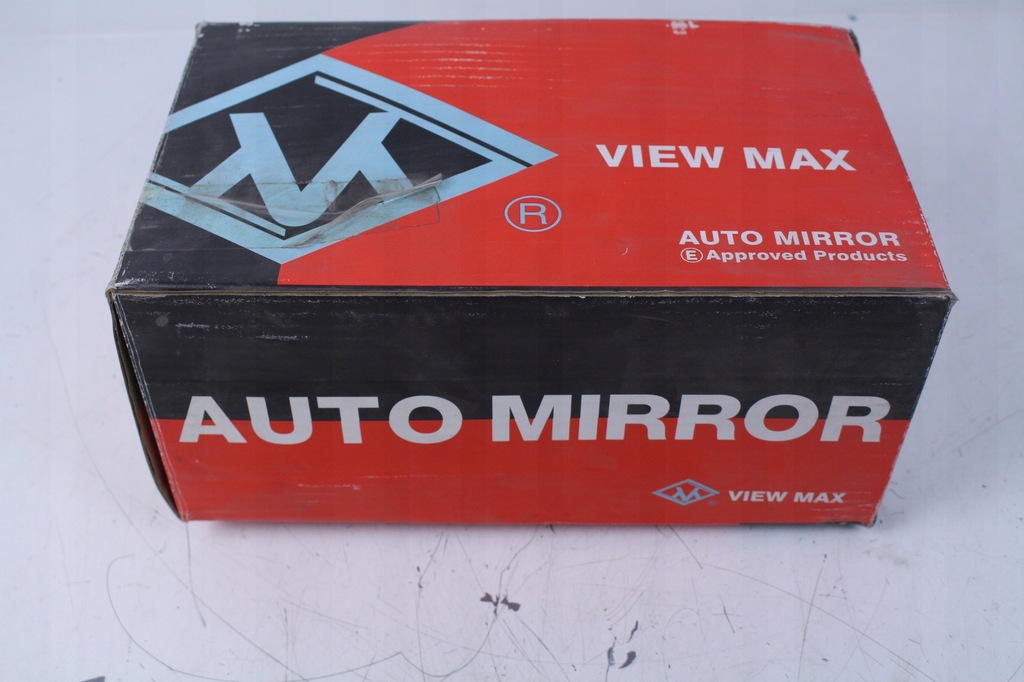 VIEW MAX
®
AUTO MIRROR
Ⓔ Approved Products
AUTO MIRROR
VIEW MAX